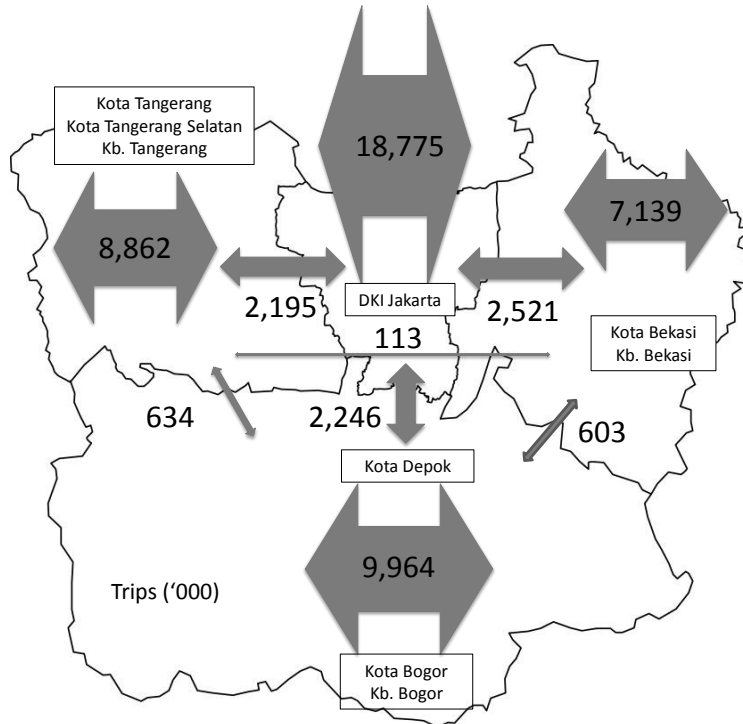 Kota Tangerang
Kota Tangerang Selatan
Kb. Tangerang
18,775
7,139
8,862
2,195
DKI Jakarta
2,521
113
Kota Bekasi
Kb. Bekasi
634
2,246
603
Kota Depok
9,964
Trips (‘000)
Kota Bogor
Kb. Bogor